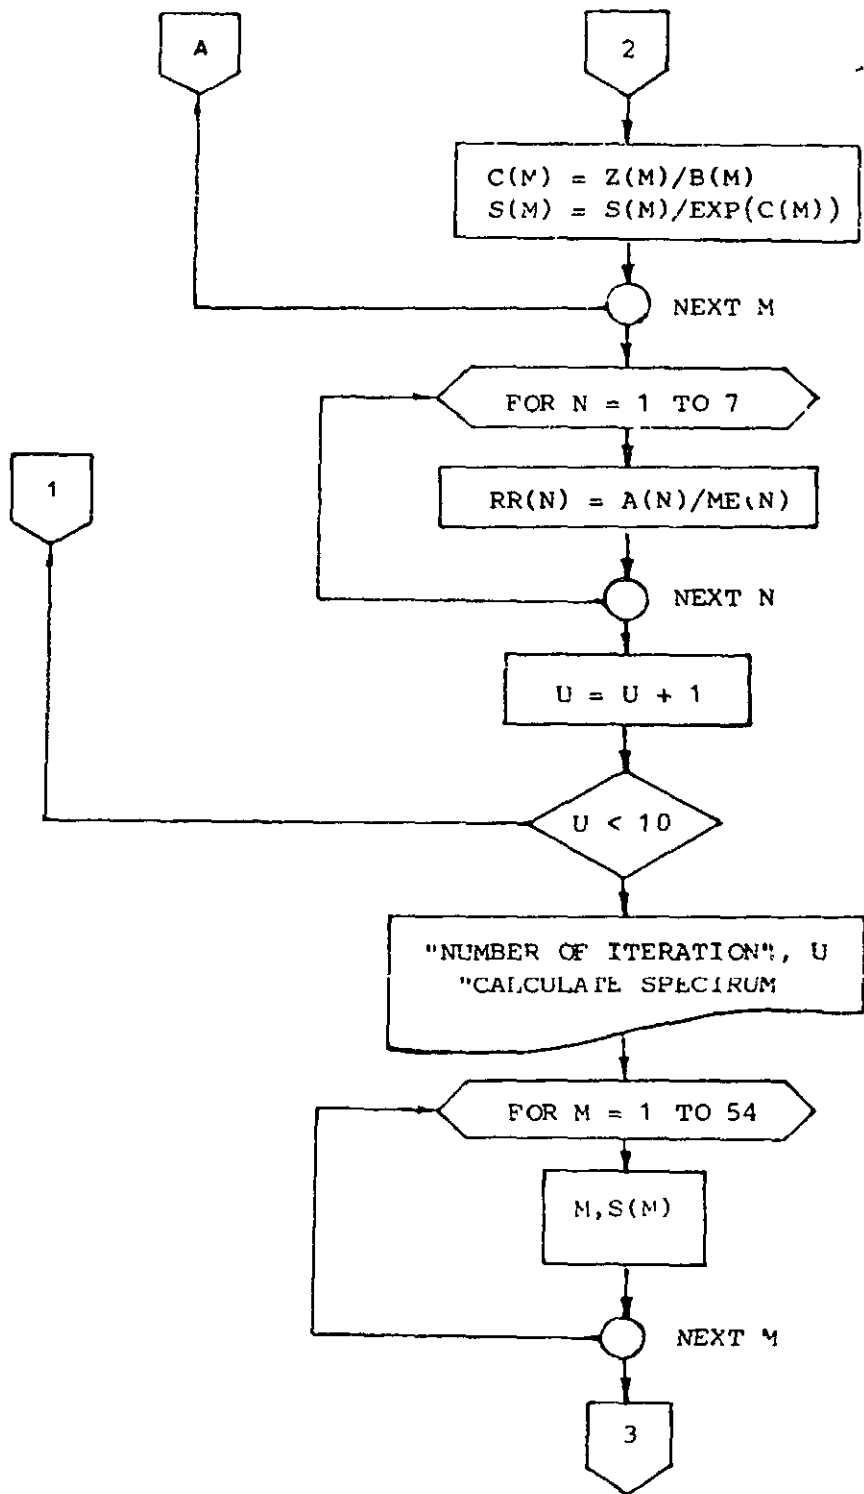 A
2
C(M) = Z(M)/B(M)
S(M) = S(M)/EXP(C(M))
NEXT M
FOR N = 1 TO 7
1
RR(N) = A(N)/ME(N)
NEXT N
U = U + 1
U < 10
"NUMBER OF ITERATION", U
"CALCULATE SPECTRUM
FOR M = 1 TO 54
M,S(M)
NEXT M
3